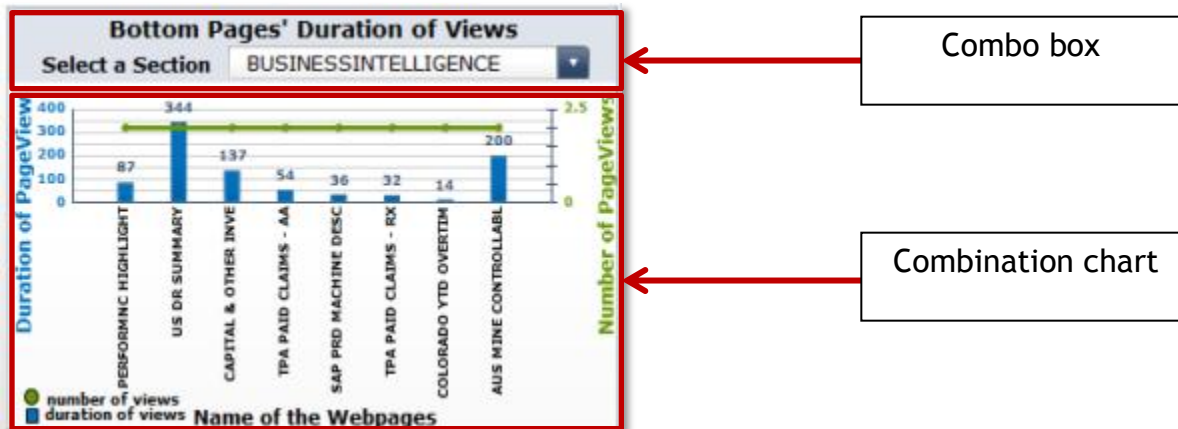 Bottom Pages' Duration of Views
Select a Section BUSINESSINTELLIGENCE
Combo box
Duration of PageView
400
300
200
100
0
87
344
137
54
36
32
14
200
2.5
0
Number of PageViews
PERFORMNC HIGHLIGHT
US DR SUMMARY
CAPITAL & OTHER INVE
TPA PAID CLAIMS - AA
SAP PRD MACHINE DESC
TPA PAID CLAIMS - RX
COLORADO YTD OVERTIM
AUS MINE CONTROLLABL
Combination chart
number of views
duration of views
Name of the Webpages